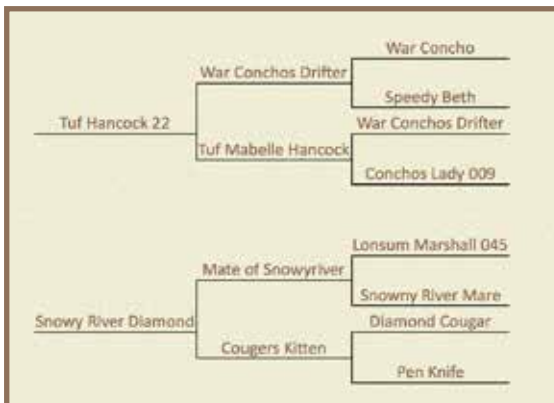 War Concho
War Conchos Drifter
Speedy Beth
Tuf Hancock 22
War Conchos Drifter
Tuf Mabelle Hancock
Conchos Lady 009
Lonsum Marshall 045
Mate of Snowyriver
Snowny River Mare
Snowy River Diamond
Diamond Cougar
Cougers Kitten
Pen Knife